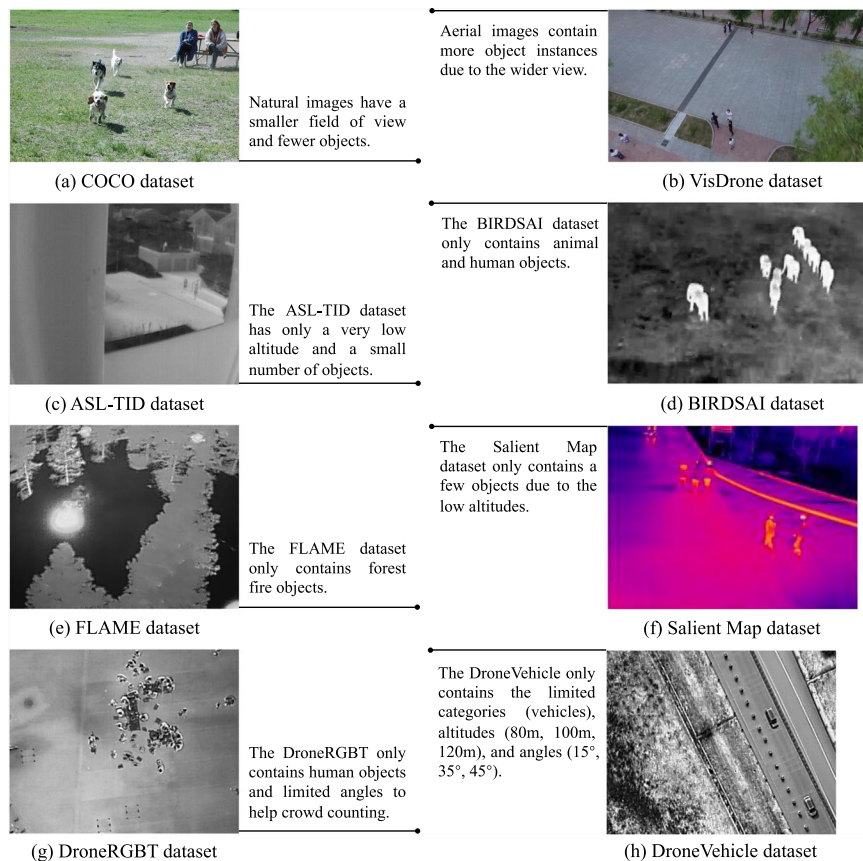 Natural images have a
smaller field of view
and fewer objects.
(a) COCO dataset
Aerial images contain
more object instances
due to the wider view.
(b) VisDrone dataset
The ASL-TID dataset
has only a very low
altitude and a small
number of objects.
(c) ASL-TID dataset
The BIRDSAI dataset
only contains animal
and human objects.
(d) BIRDSAI dataset
The FLAME dataset
only contains forest
fire objects.
(e) FLAME dataset
The Salient Map
dataset only contains a
few objects due to the
low altitudes.
(f) Salient Map dataset
The DroneRGBT only
contains human objects
and limited angles to
help crowd counting.
(g) DroneRGBT dataset
The DroneVehicle only
contains the limited
categories (vehicles),
altitudes (80m, 100m,
120m), and angles (15°,
35°, 45°).
(h) DroneVehicle dataset